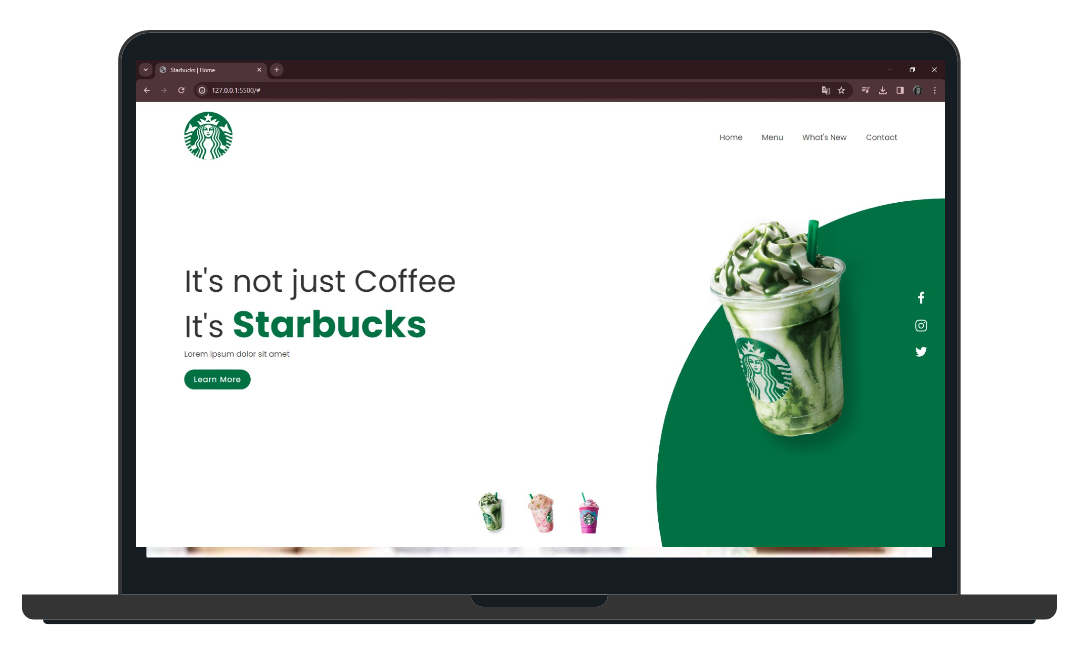 Starbucks | Home
127.0.0.1:5500/#
Home Menu What's New Contact
It's not just Coffee
It's Starbucks
Lorem ipsum dolor sit amet
Learn More